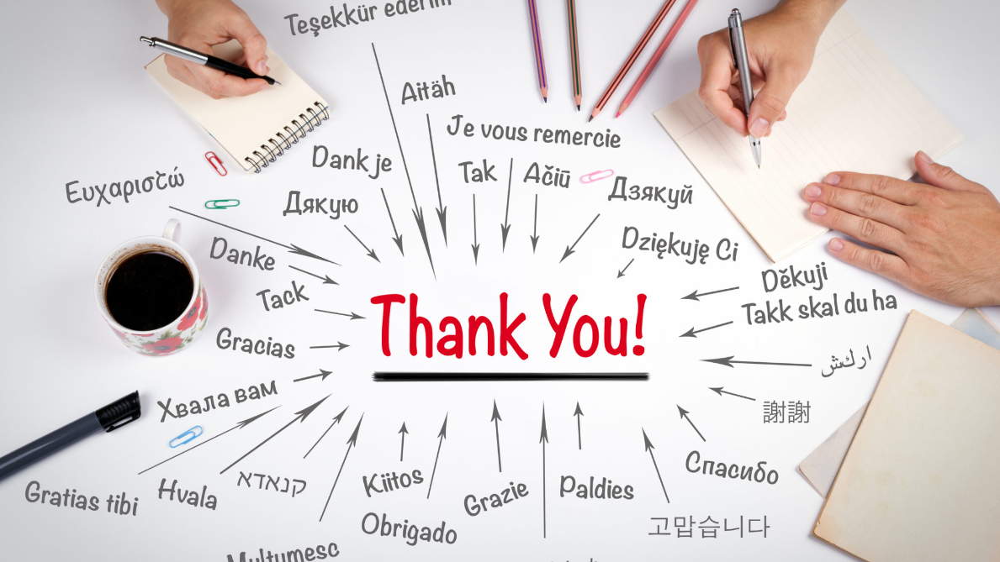 Teşekkür ederim
Aitäh
Je vous remercie
Dank je
Tak
Ačiū
Ευχαριστώ
Дякую
Дзякуй
Danke
Dziękuję Ci
Tack
Děkuji
Takk skal du ha
Thank You!
Gracias
اركش
Хвала вам
謝謝
Gratias tibi
Hvala
קנאדא
Kiitos
Grazie
Paldies
Спасибо
Obrigado
고맙습니다
Multumesc